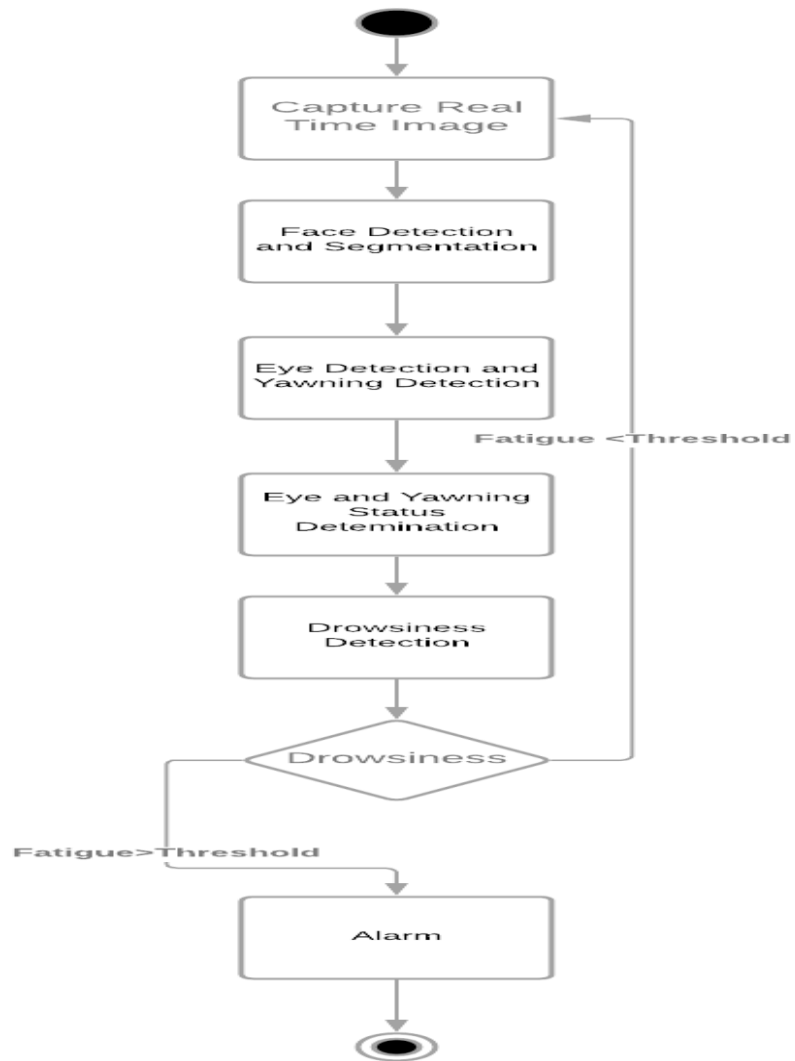 Capture Real
Time Image
Face Detection
and Segmentation
Eye Detection and
Yawning Detection
Fatigue <Threshold
Eye and Yawning
Status
Detemination
Drowsiness
Detection
Drowsiness
Fatigue>Threshold
Alarm